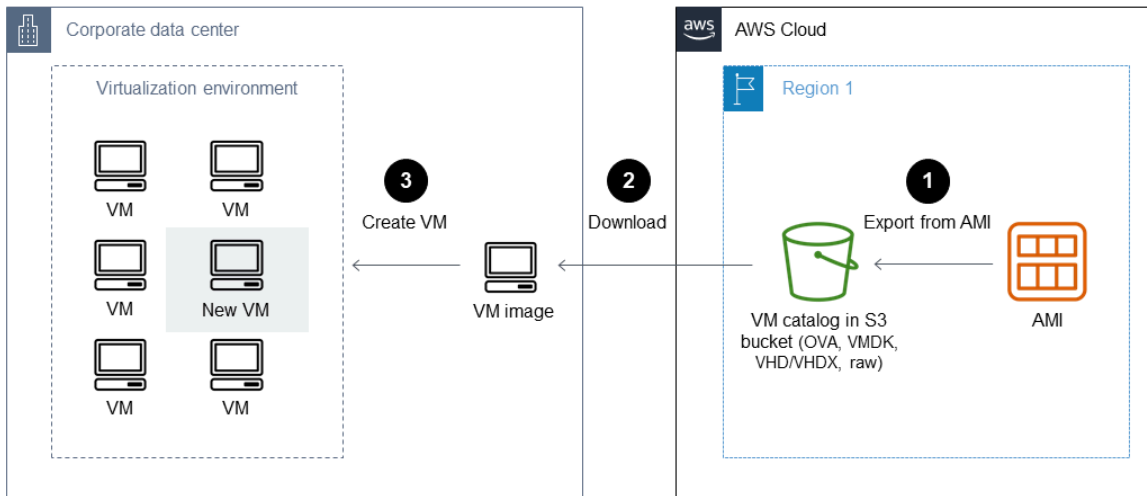 Corporate data center
Virtualization environment
VM
VM
VM
New VM
VM
VM
3
Create VM
VM image
2
Download
aws
AWS Cloud
Region 1
1
Export from AMI
VM catalog in S3
bucket (OVA, VMDK,
VHD/VHDX, raw)
AMI